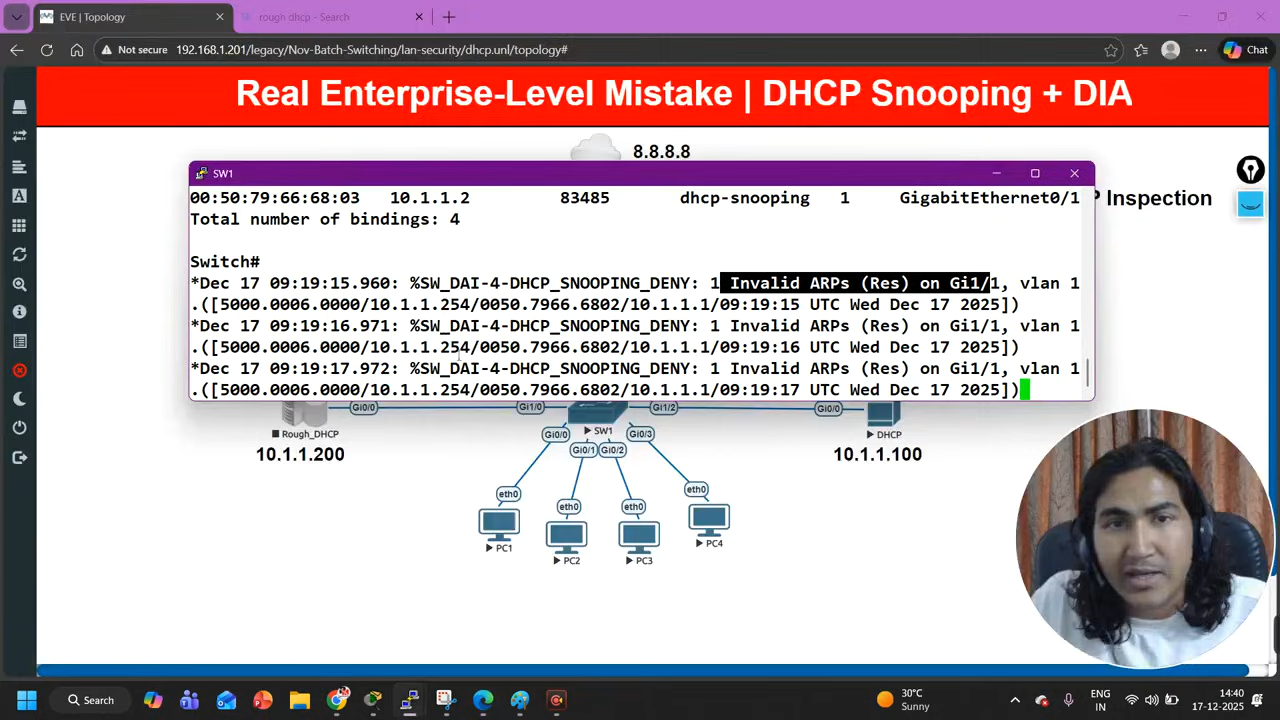 EVE | Topology
rough dhcp - Search
Not secure 192.168.1.201/legacy/Nov-Batch-Switching/lan-security/dhcp.unl/topology#
Chat
Real Enterprise-Level Mistake | DHCP Snooping + DIA
8.8.8.8
SW1
P Inspection
00:50:79:66:68:03 10.1.1.2 83485 dhcp-snooping 1 GigabitEthernet0/1
Total number of bindings: 4
Switch#
*Dec 17 09:19:15.960: %SW_DAI-4-DHCP_SNOOPING_DENY: 1 Invalid ARPs (Res) on Gi1/1, vlan 1
.([5000.0006.0000/10.1.1.254/0050.7966.6802/10.1.1.1/09:19:15 UTC Wed Dec 17 2025])
*Dec 17 09:19:16.971: %SW_DAI-4-DHCP_SNOOPING_DENY: 1 Invalid ARPs (Res) on Gi1/1, vlan 1
.([5000.0006.0000/10.1.1.254/0050.7966.6802/10.1.1.1/09:19:16 UTC Wed Dec 17 2025])
*Dec 17 09:19:17.972: %SW_DAI-4-DHCP_SNOOPING_DENY: 1 Invalid ARPs (Res) on Gi1/1, vlan 1
.([5000.0006.0000/10.1.1.254/0050.7966.6802/10.1.1.1/09:19:17 UTC Wed Dec 17 2025])
Gi0/0 Gi1/0 Gi1/2 Gi0/0
Rough_DHCP SW1 DHCP
Gi0/0 Gi0/3
10.1.1.200 Gi0/1 Gi0/2 10.1.1.100
eth0 eth0
eth0 eth0
PC1 PC4
PC2 PC3
Search
30°C
Sunny
ENG
IN
14:40
17-12-2025